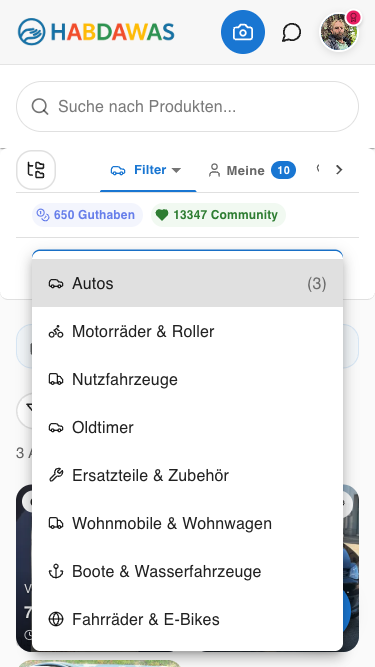 HABDAWAS
8
Suche nach Produkten...
Filter
Meine 10
650 Guthaben
13347 Community
Autos (3)
Motorräder & Roller
Nutzfahrzeuge
Oldtimer
Ersatzteile & Zubehör
Wohnmobile & Wohnwagen
Boote & Wasserfahrzeuge
Fahrräder & E-Bikes
3